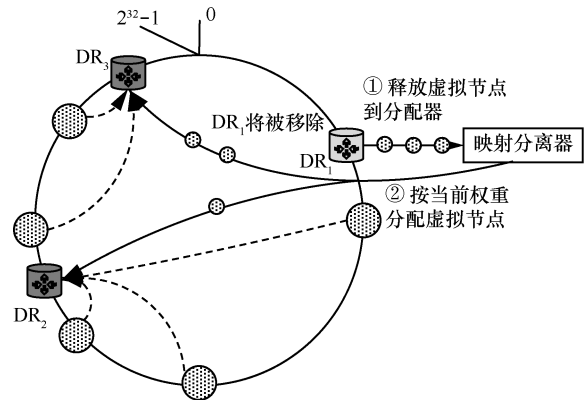 2³²−1
0
DR₃
① 释放虚拟节点
到分配器
DR₁将被移除
DR₁
映射分离器
② 按当前权重
分配虚拟节点
DR₂